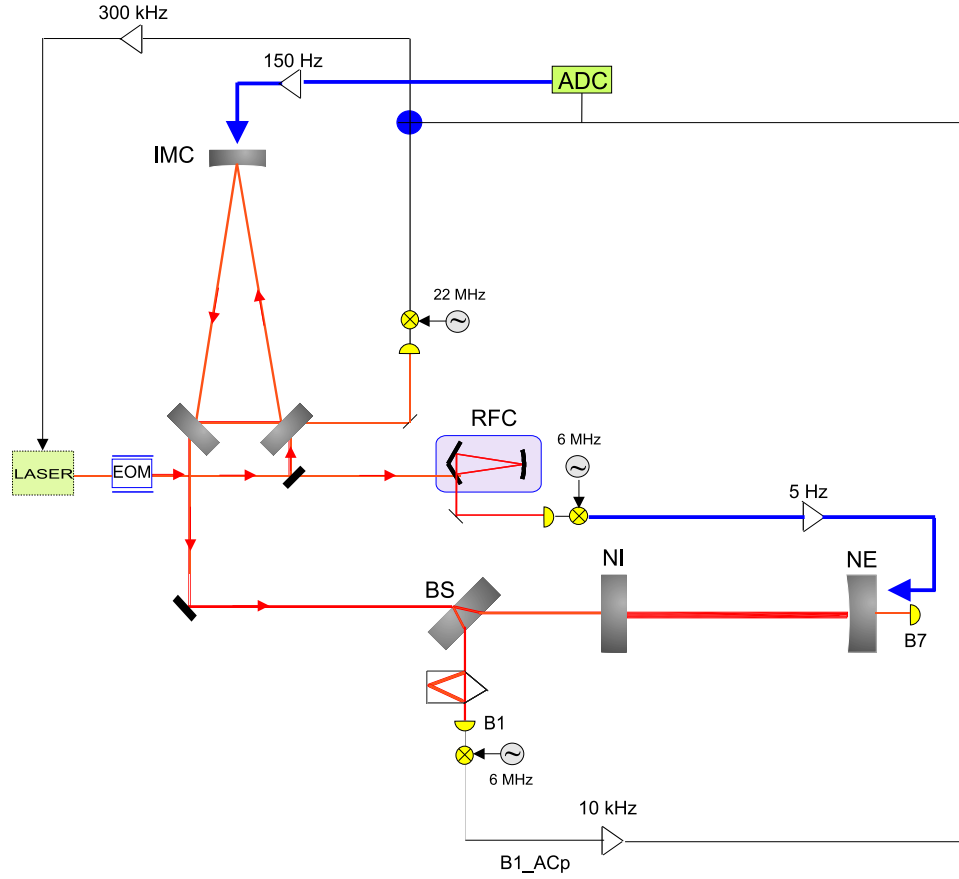 300 kHz
150 Hz
ADC
IMC
22 MHz
RFC
6 MHz
LASER
EOM
5 Hz
NI
NE
BS
B7
B1
6 MHz
10 kHz
B1_ACp